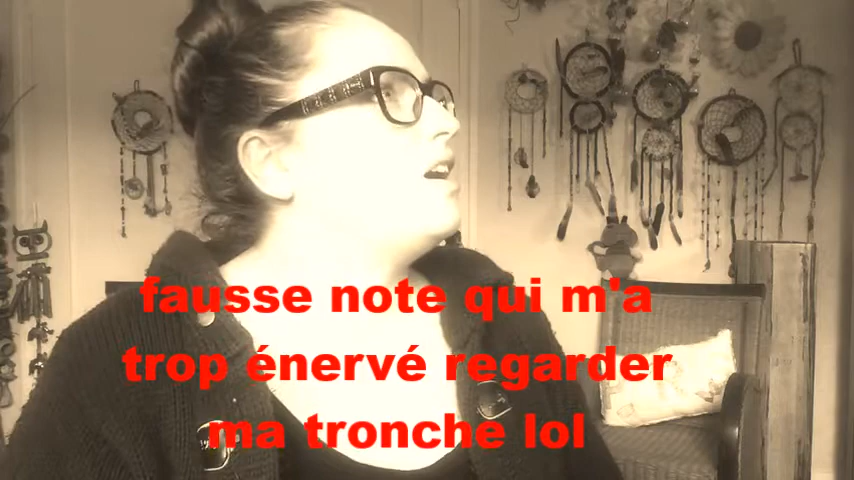 fausse note qui m'a
trop énervé regarder
ma tronche lol